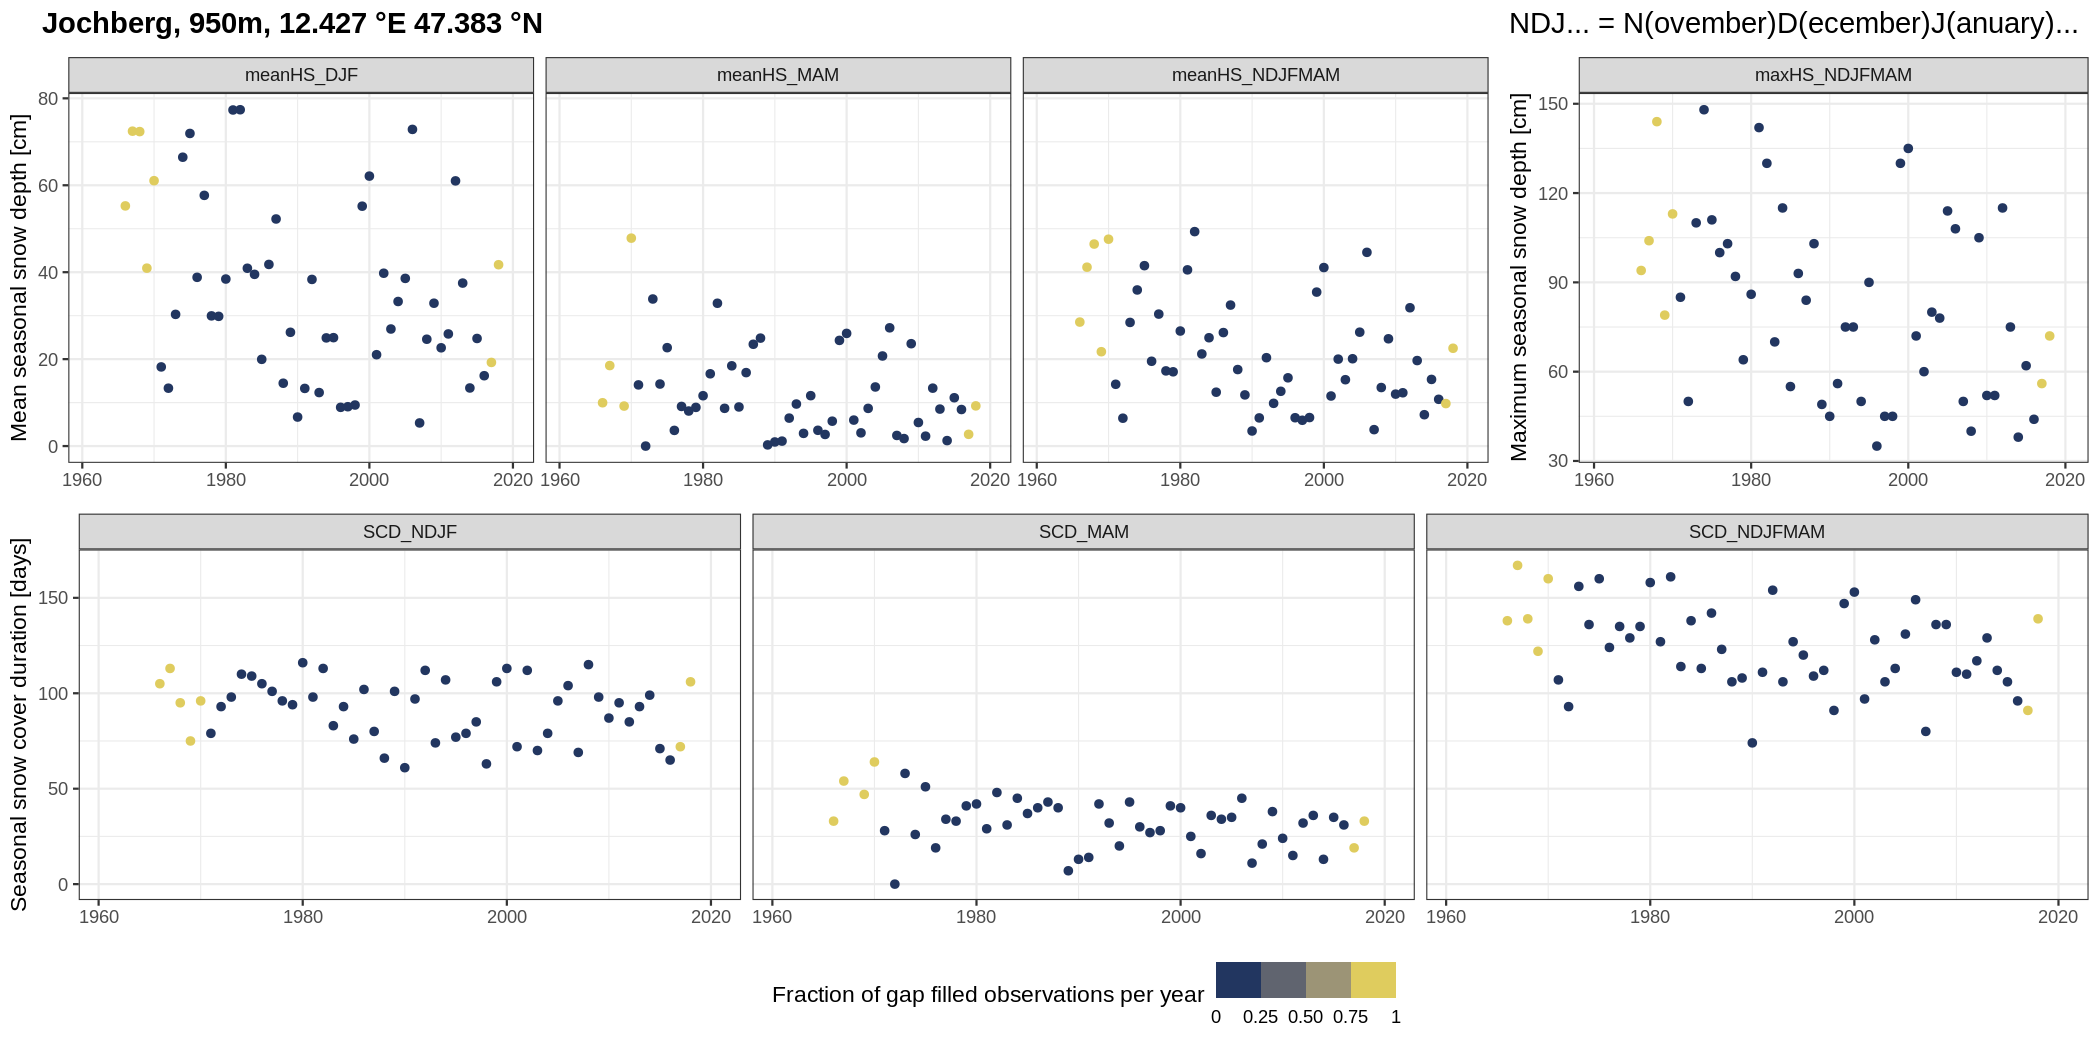 Jochberg, 950m, 12.427 °E 47.383 °N
NDJ... = N(ovember)D(ecember)J(anuary)...
meanHS_DJF
meanHS_MAM
meanHS_NDJFMAM
maxHS_NDJFMAM
Mean seasonal snow depth [cm]
80
60
40
20
0
1960 1980 2000 2020
1960 1980 2000 2020
1960 1980 2000 2020
Maximum seasonal snow depth [cm]
150
120
90
60
30
1960 1980 2000 2020
SCD_NDJF
SCD_MAM
SCD_NDJFMAM
Seasonal snow cover duration [days]
150
100
50
0
1960 1980 2000 2020
1960 1980 2000 2020
1960 1980 2000 2020
Fraction of gap filled observations per year
0 0.25 0.50 0.75 1